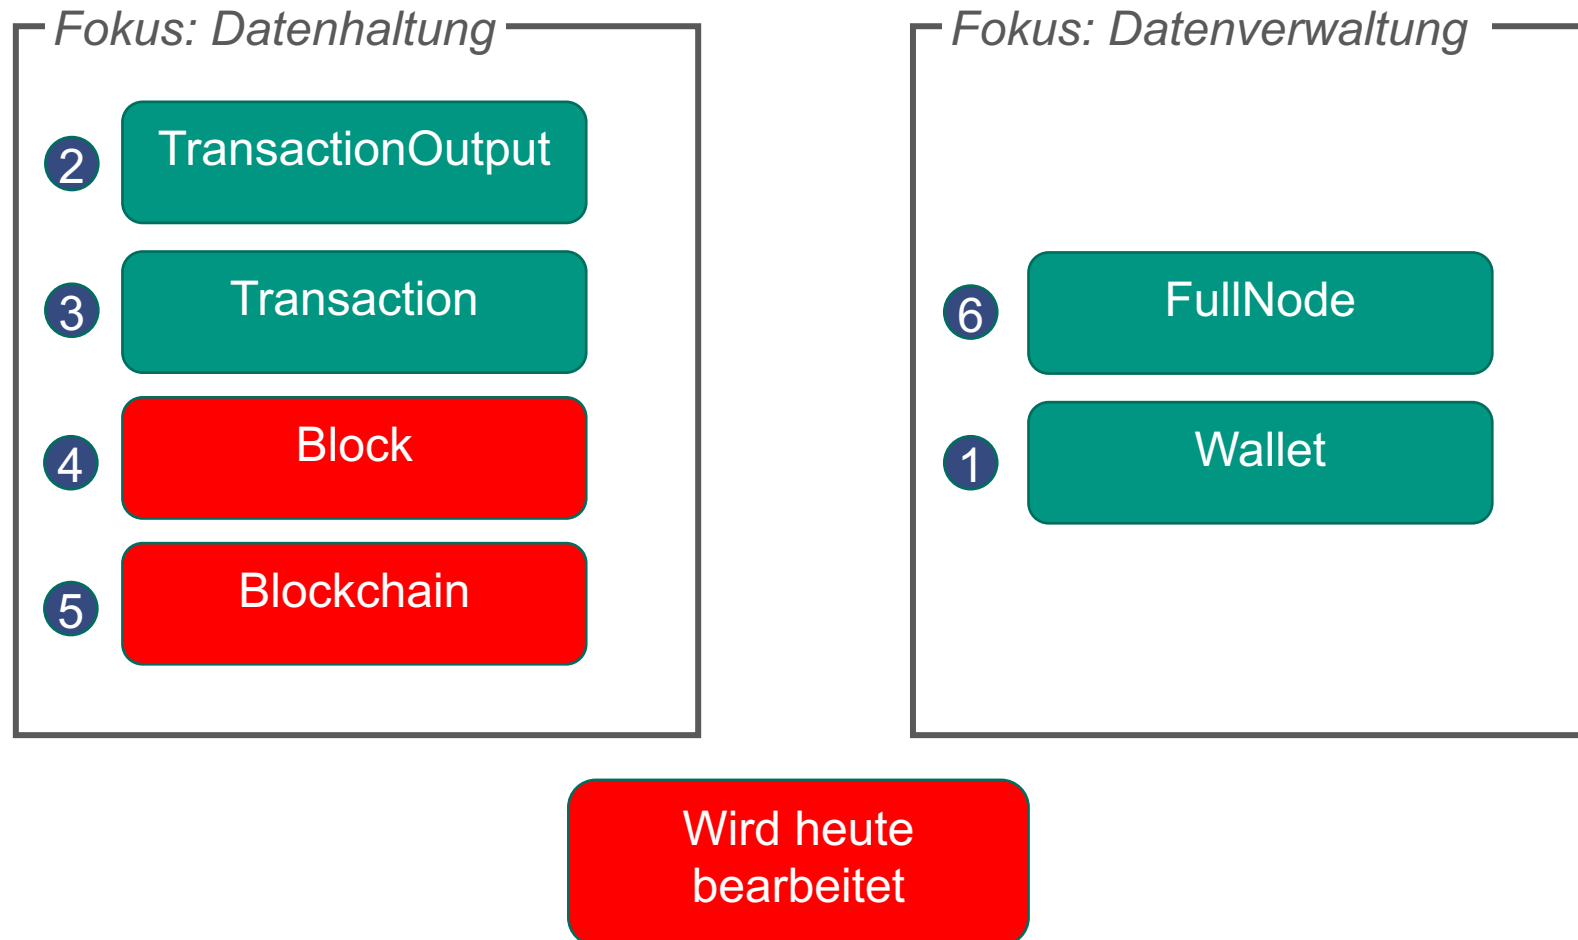 Fokus: Datenhaltung
2
TransactionOutput
3
Transaction
4
Block
5
Blockchain
Fokus: Datenverwaltung
6
FullNode
1
Wallet
Wird heute
bearbeitet